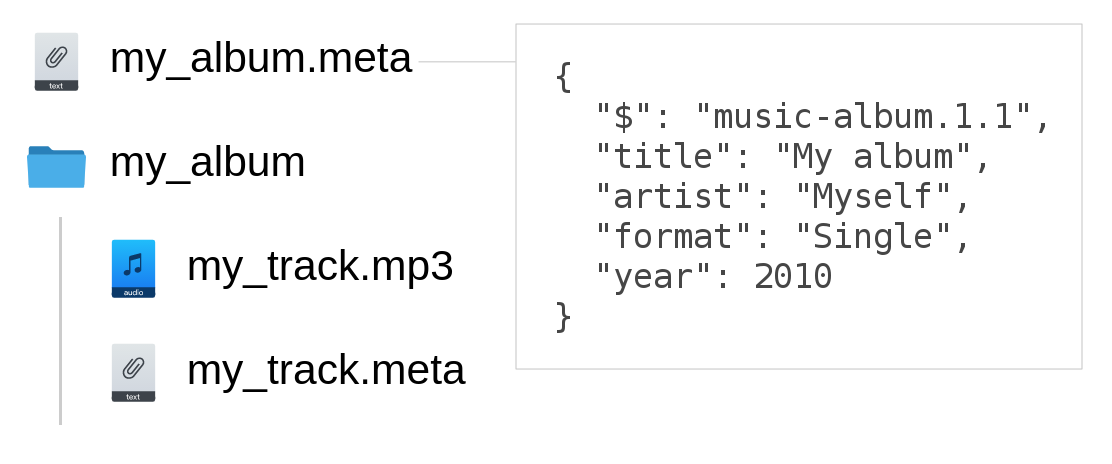 my_album.meta
text
my_album
my_track.mp3
audio
my_track.meta
text
{
"$": "music-album.1.1",
"title": "My album",
"artist": "Myself",
"format": "Single",
"year": 2010
}